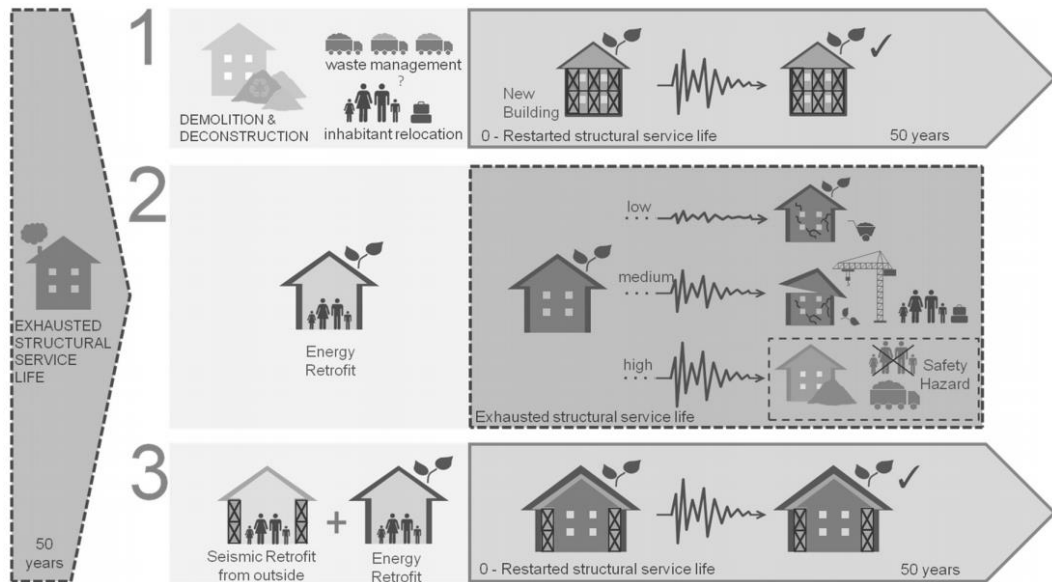 EXHAUSTED
STRUCTURAL
SERVICE
LIFE
50
years
1
waste management
?
DEMOLITION &
DECONSTRUCTION
inhabitant relocation
New
Building
0 - Restarted structural service life
50 years
2
Energy
Retrofit
low
....
medium
....
high
....
Safety
Hazard
Exhausted structural service life
3
+
Seismic Retrofit
from outside
Energy
Retrofit
0 - Restarted structural service life
50 years